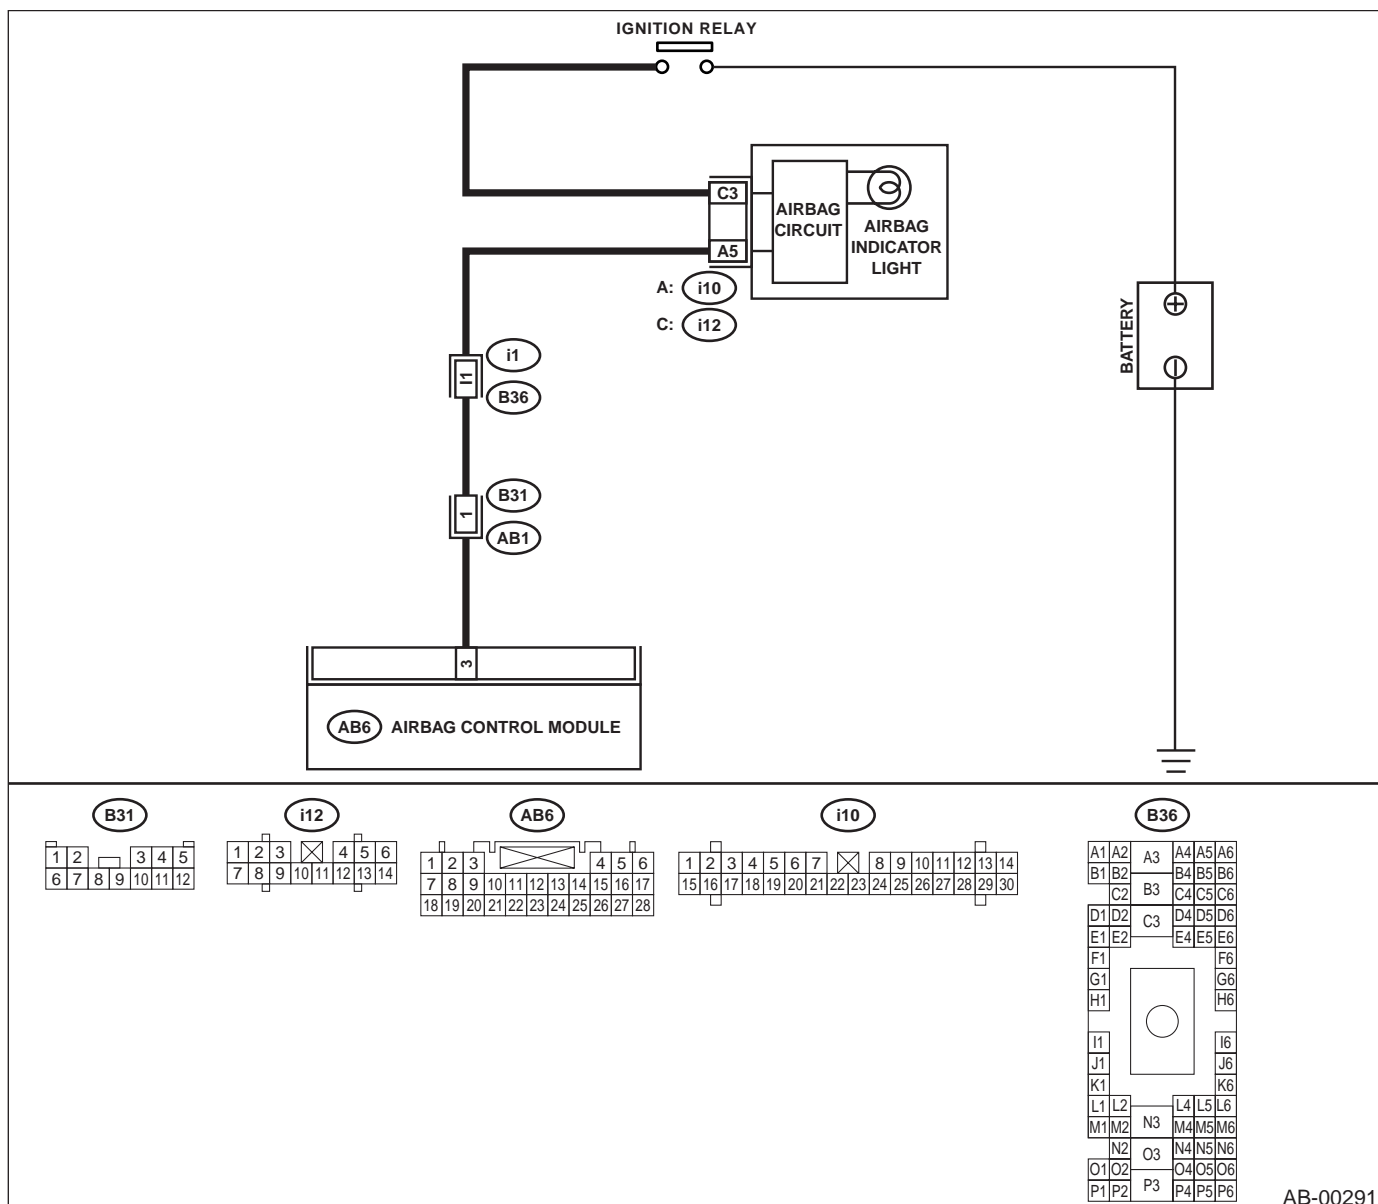 IGNITION RELAY
C3
AIRBAG
CIRCUIT
AIRBAG
INDICATOR
LIGHT
A5
A: i10
C: i12
BATTERY
i1
I1
B36
B31
1
AB1
3
AB6 AIRBAG CONTROL MODULE
B31
1 2 3 4 5
6 7 8 9 10 11 12
i12
1 2 3 4 5 6
7 8 9 10 11 12 13 14
AB6
1 2 3 4 5 6
7 8 9 10 11 12 13 14 15 16 17
18 19 20 21 22 23 24 25 26 27 28
i10
1 2 3 4 5 6 7 8 9 10 11 12 13 14
15 16 17 18 19 20 21 22 23 24 25 26 27 28 29 30
B36
A1 A2 A3 A4 A5 A6
B1 B2 B4 B5 B6
B3
C2 C4 C5 C6
D1 D2 C3 D4 D5 D6
E1 E2 E4 E5 E6
F1 F6
G1 G6
H1 H6
I1 I6
J1 J6
K1 K6
L1 L2 L4 L5 L6
M1 M2 N3 M4 M5 M6
N2 O3 N4 N5 N6
O1 O2 O4 O5 O6
P1 P2 P3 P4 P5 P6
AB-00291